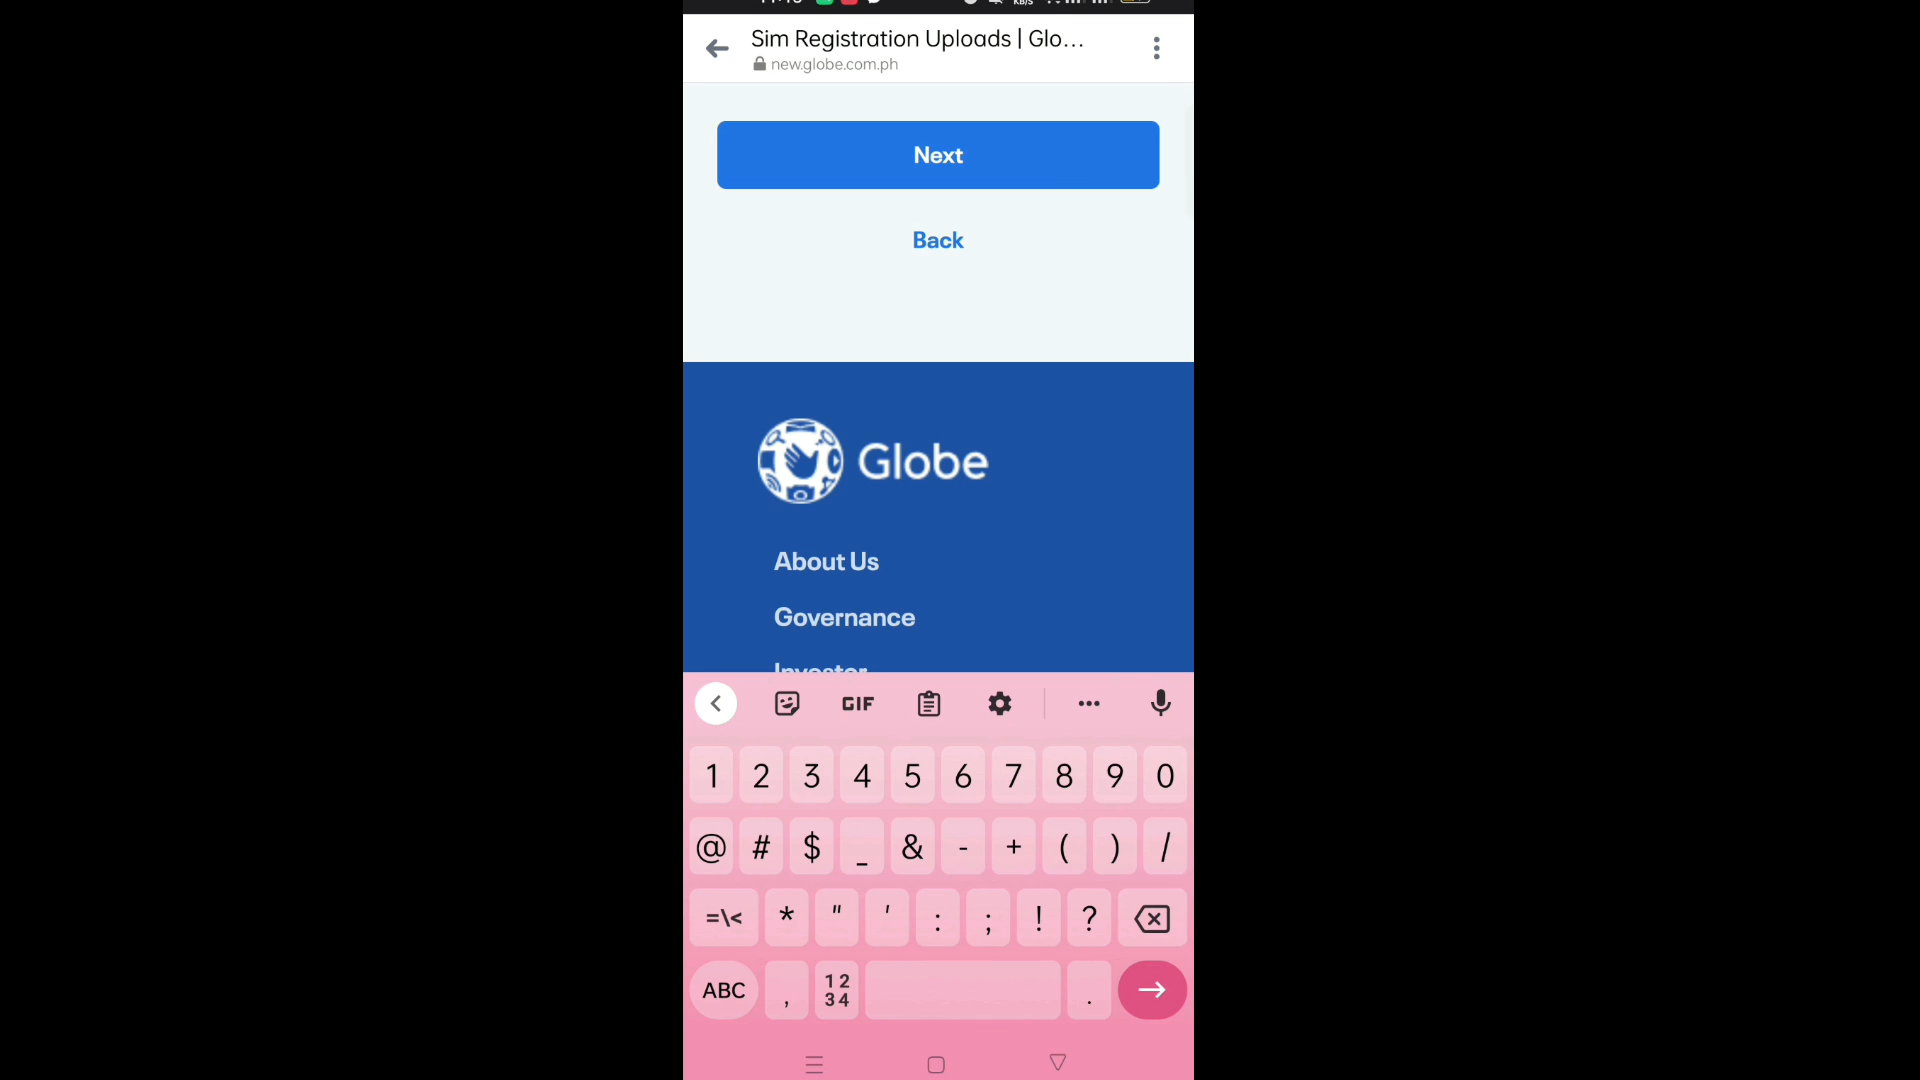 Sim Registration Uploads | Glo...
new.globe.com.ph
Next
Back
Globe
About Us
Governance
GIF
1 2 3 4 5 6 7 8 9 0
@ # $ _ & - + ( ) /
=\< * " ' : ; ! ?
ABC , 12 34 .